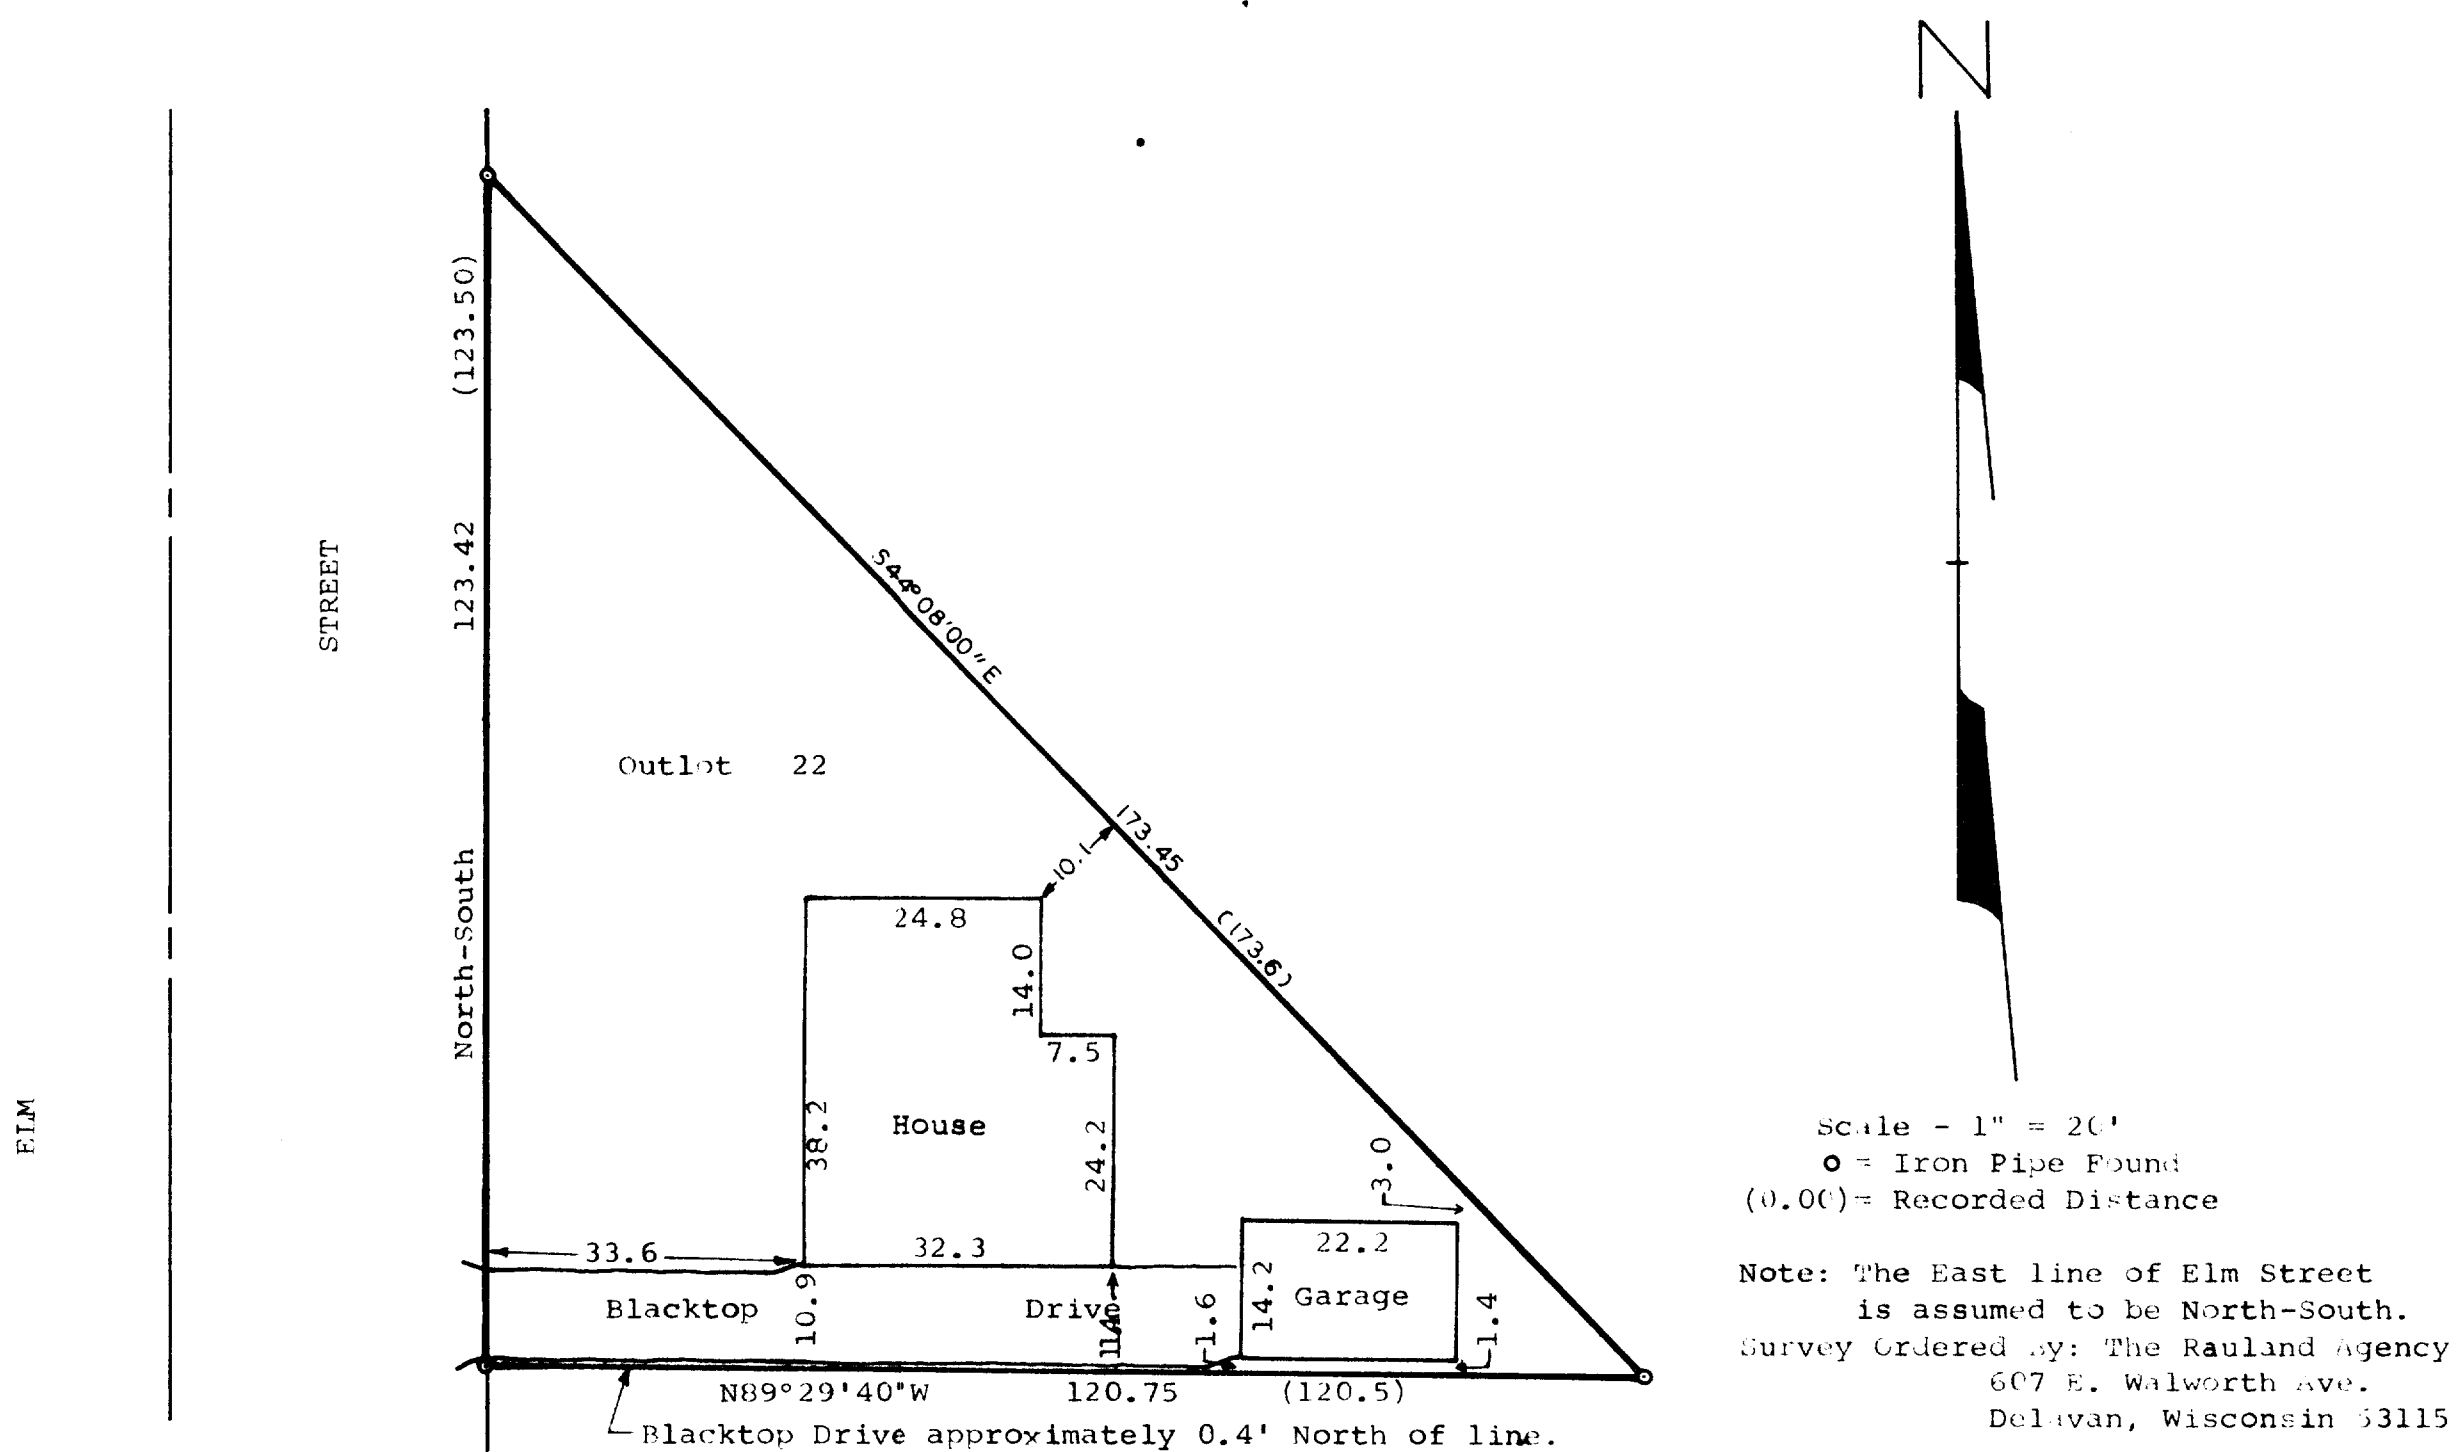 N
(123.50)
123.42
STREET
S44°08'00"E
Outlot 22
173.45
10.1
North-South
24.8
(173.6)
14.0
7.5
ELM
38.2
House
24.2
3.0
33.6
32.3
22.2
10.9
Blacktop Drive
1.6
14.2
Garage
1.4
N89°29'40"W 120.75 (120.5)
Blacktop Drive approximately 0.4' North of line.
Scale - 1" = 20'
o = Iron Pipe Found
(0.00)= Recorded Distance
Note: The East line of Elm Street
is assumed to be North-South.
Survey Ordered By: The Rauland Agency
607 E. Walworth Ave.
Delavan, Wisconsin 53115